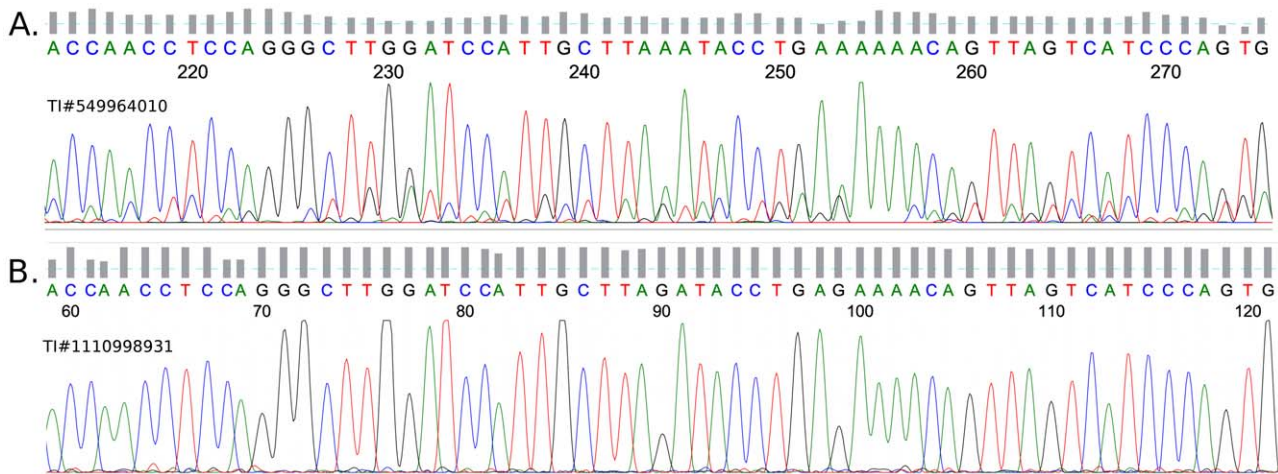 A.
ACCAACCTCCAGGGCTTGGATCCATTGCTTAAATACCTGAAAAAACAGTTAGTCATCCCAGTG
220 230 240 250 260 270
TI#549964010
B.
ACCAACCTCCAGGGCTTGGATCCATTGCTTAGATACCTGAGAAAACAGTTAGTCATCCCAGTG
60 70 80 90 100 110 120
TI#1110998931